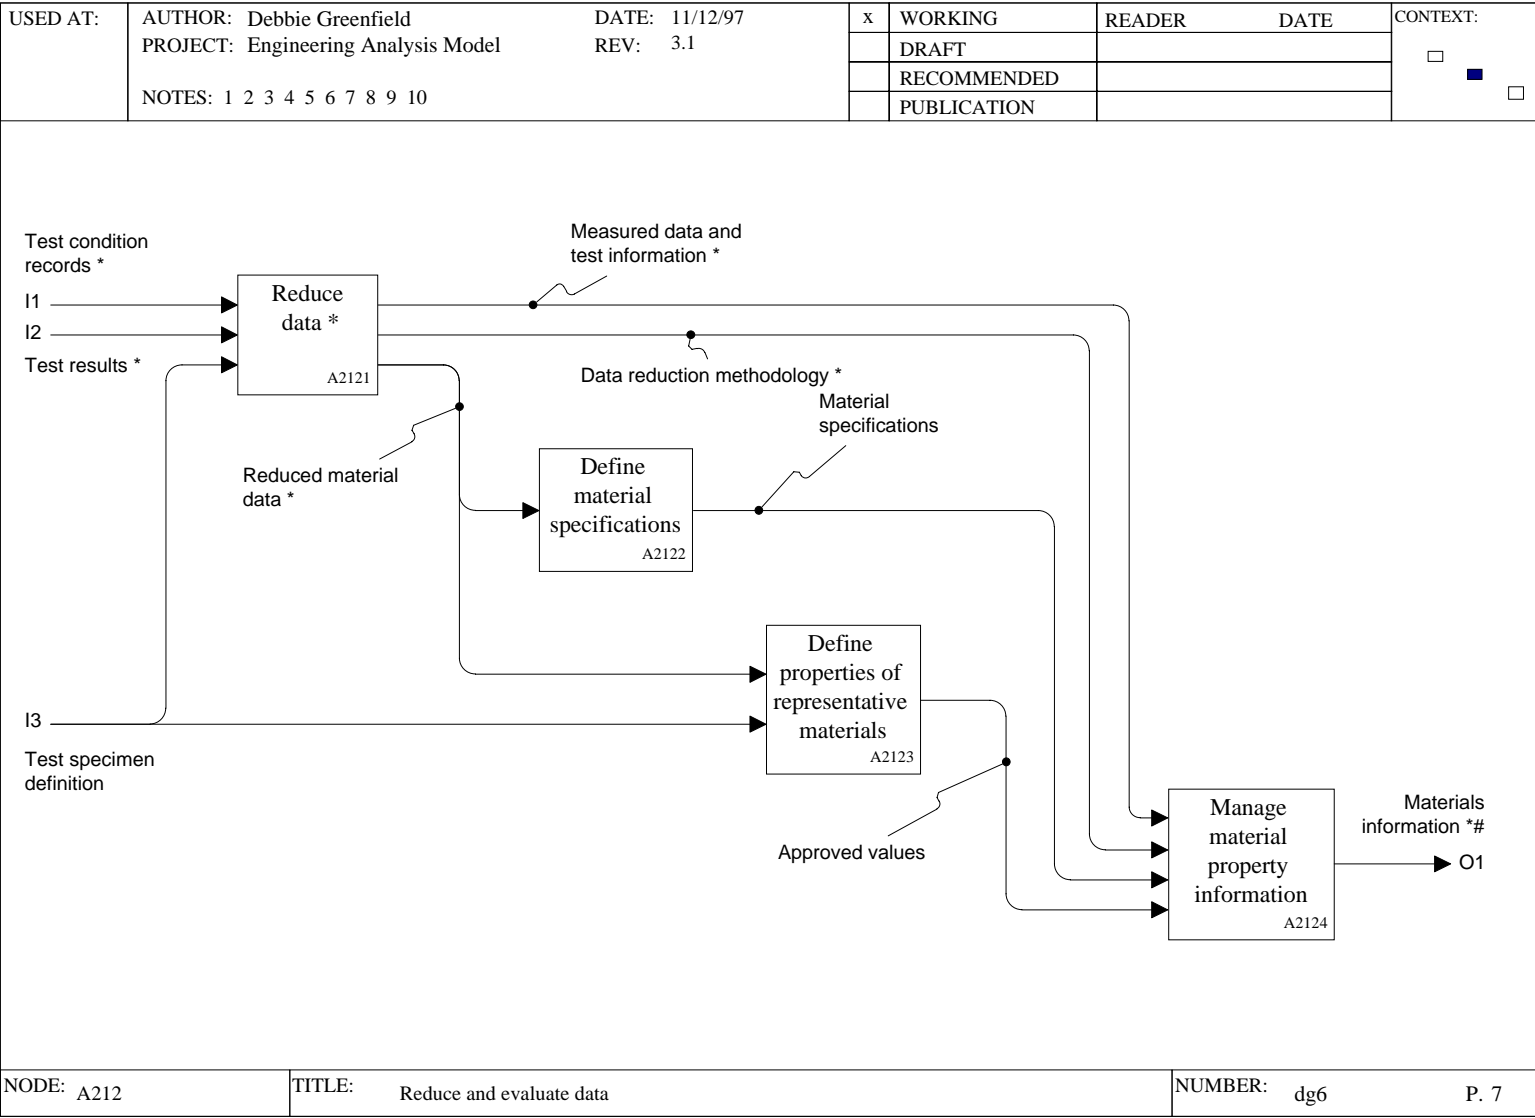 USED AT:
AUTHOR: Debbie Greenfield
DATE: 11/12/97
PROJECT: Engineering Analysis Model
REV: 3.1
NOTES: 1 2 3 4 5 6 7 8 9 10
x WORKING
DRAFT
RECOMMENDED
PUBLICATION
READER DATE
CONTEXT:
Test condition
records *
I1
I2
Test results *
Reduce
data *
A2121
Measured data and
test information *
Data reduction methodology *
Material
specifications
Reduced material
data *
Define
material
specifications
A2122
Define
properties of
representative
materials
A2123
I3
Test specimen
definition
Approved values
Manage
material
property
information
A2124
Materials
information *#
O1
NODE: A212
TITLE: Reduce and evaluate data
NUMBER: dg6 P. 7